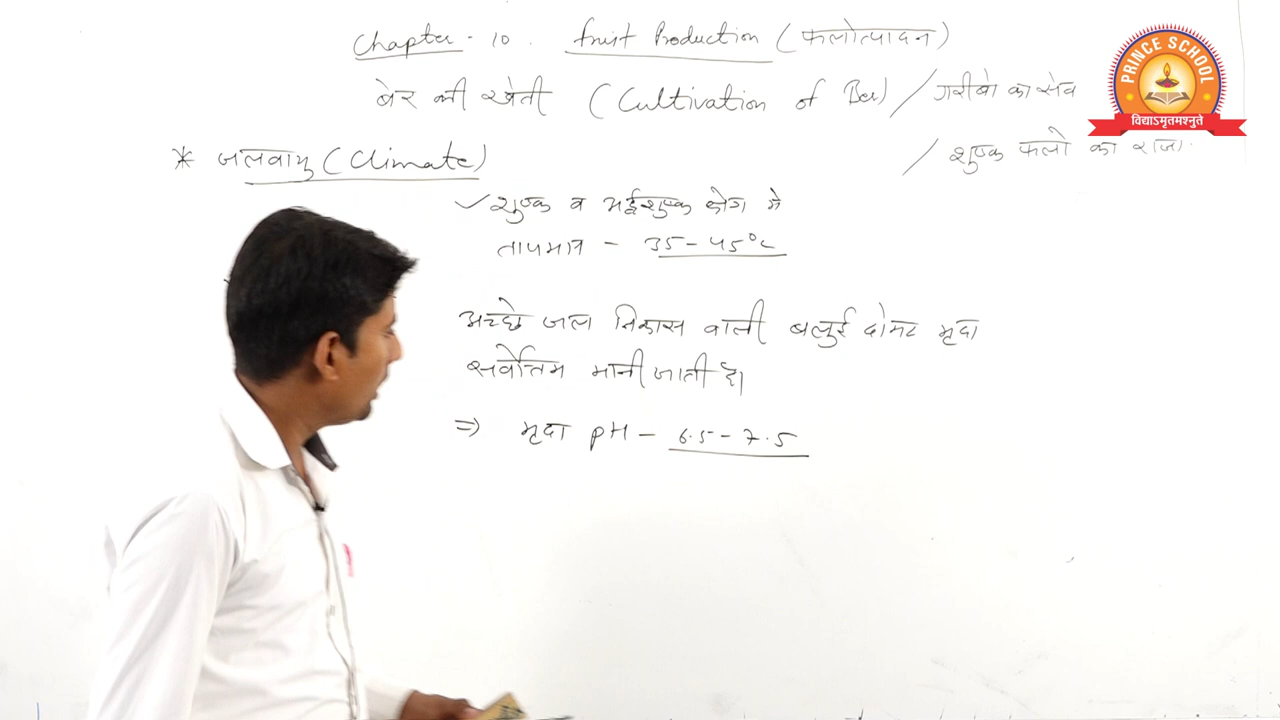 Chapter - 10. Fruit Production (फलोत्पादन)
बेर की खेती (Cultivation of Ber) / गरीबो का सेव
/ शुष्क फलो का राजा.
* जलवायु (Climate)
✓ शुष्क व अर्द्धशुष्क क्षेत्र मे
तापमात्र - 35-45°C
अच्छे जल निकास वाली बलुई दोमट मृदा
सर्वोत्तम मानी जाती है।
⇒ मृदा pH - 6.5-7.5
PRINCE SCHOOL
विद्याऽमृतमश्नुते